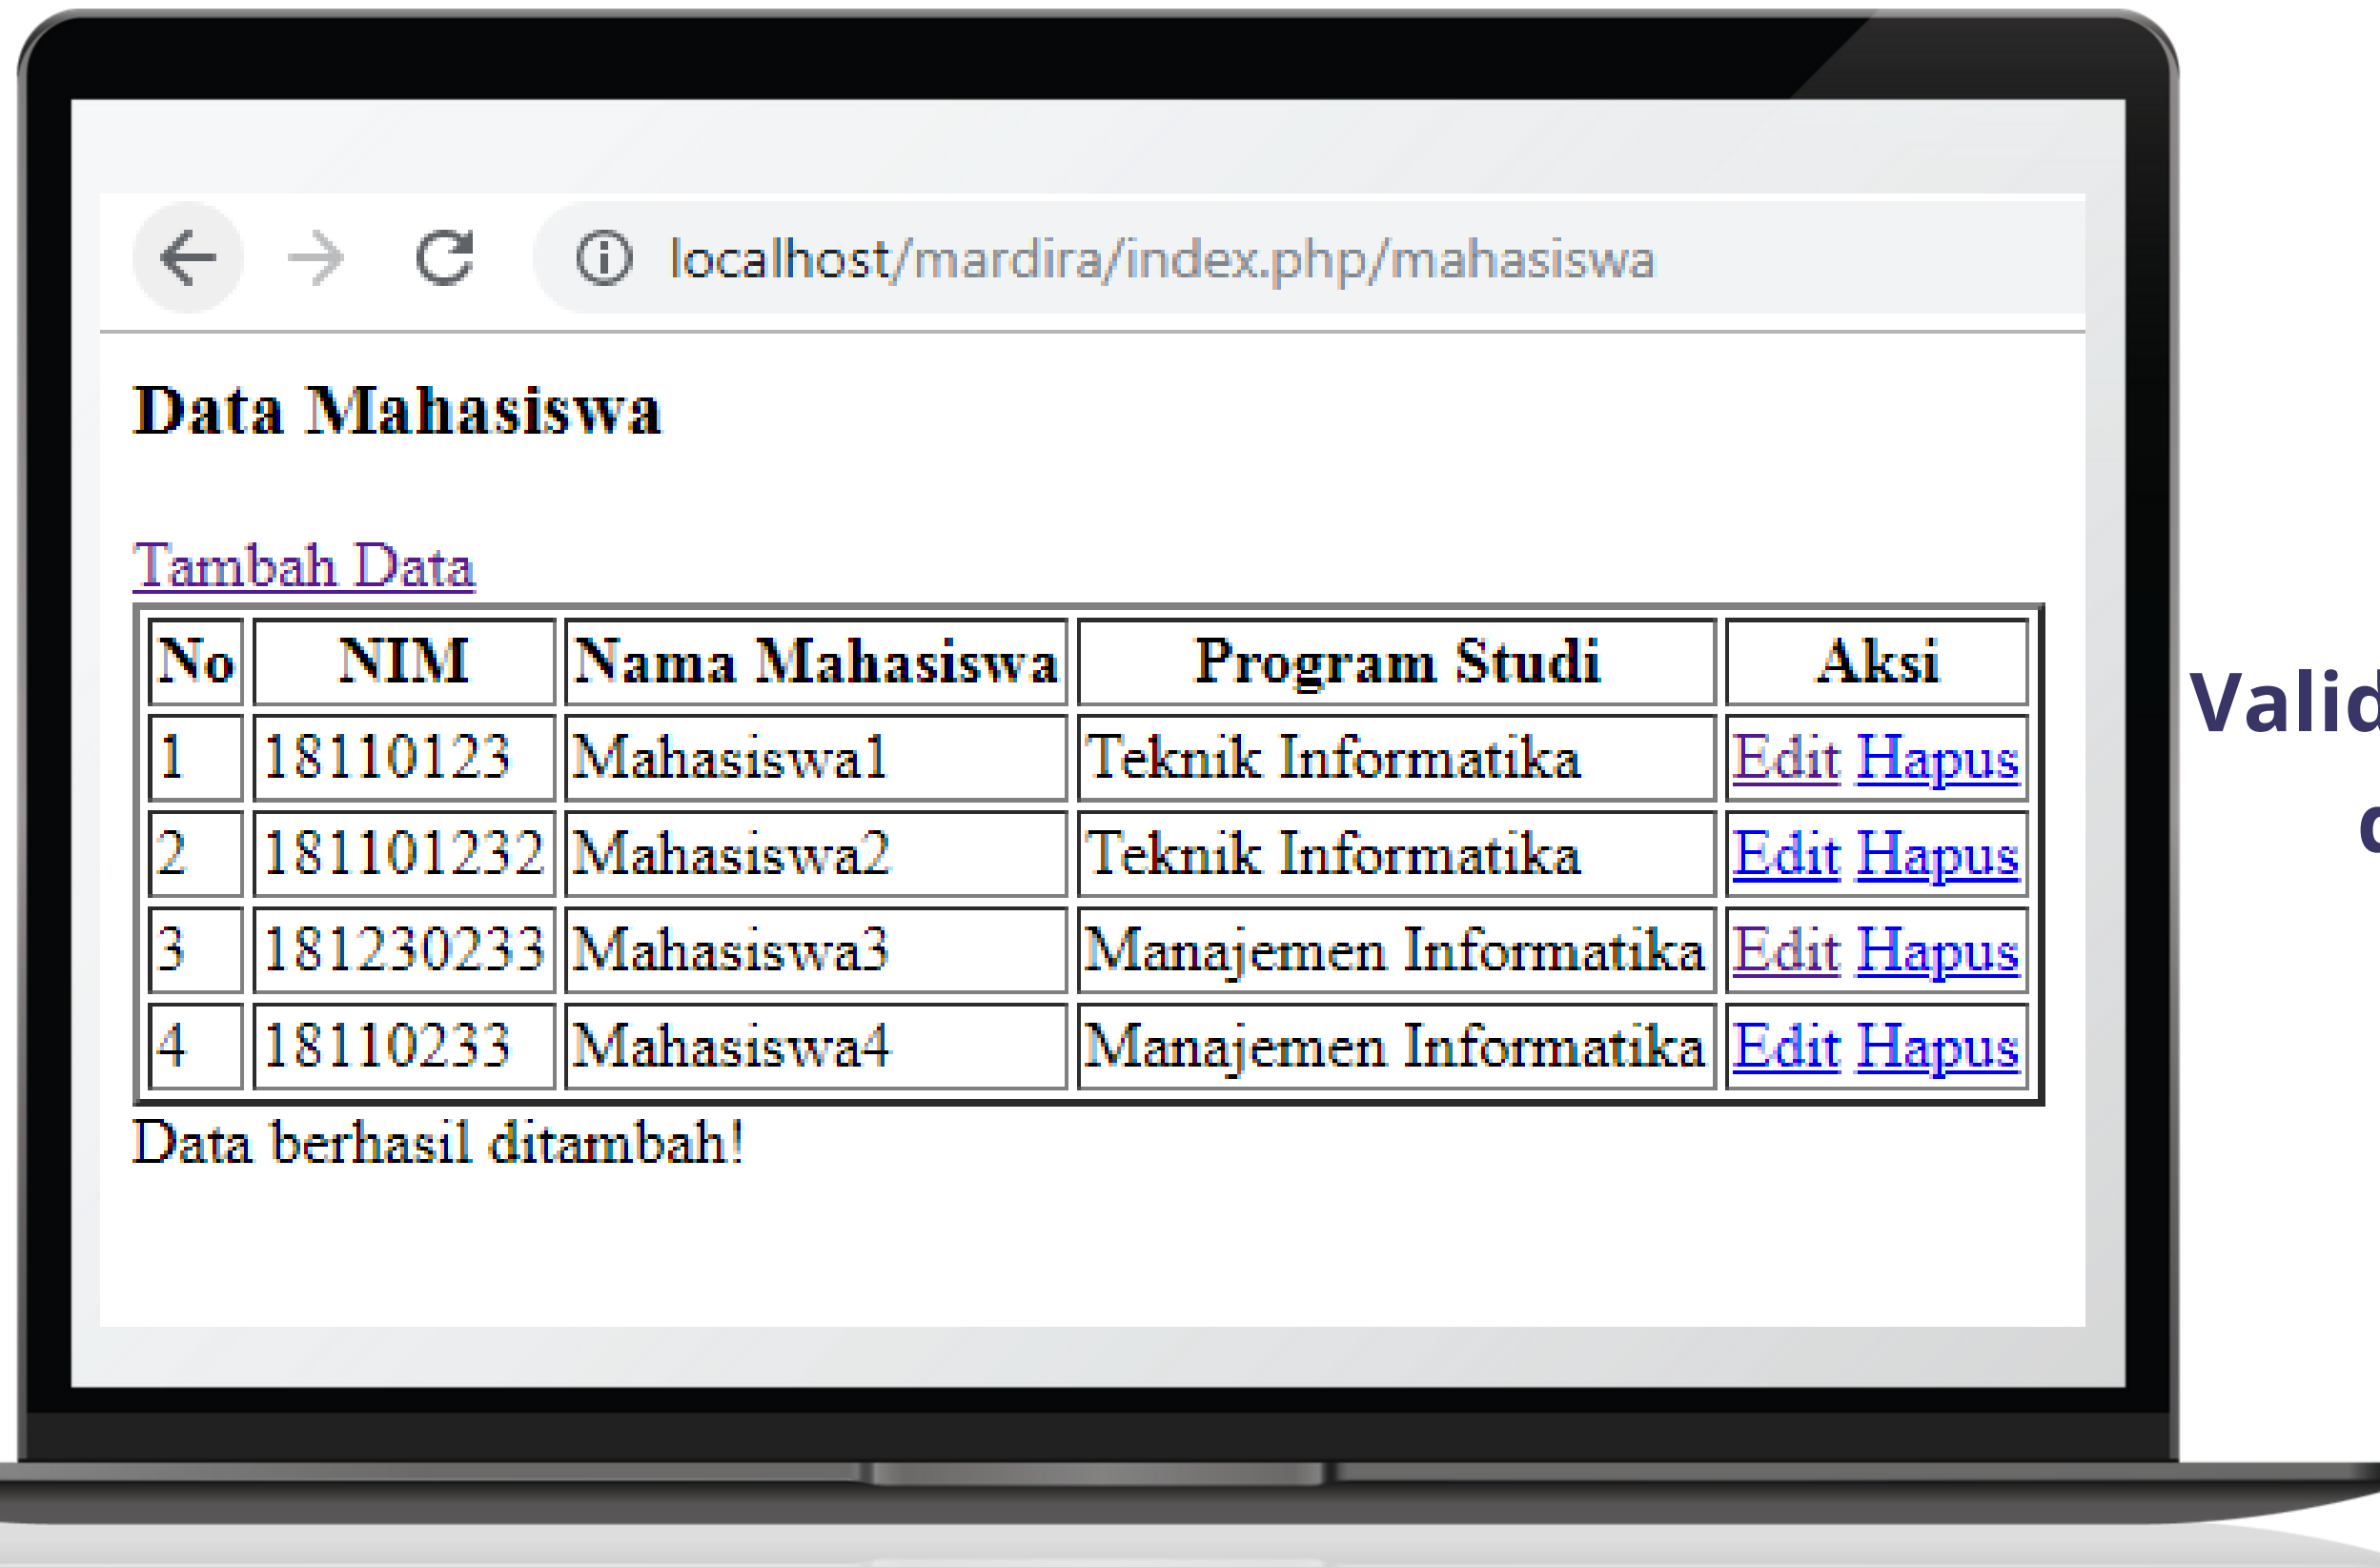 localhost/mardira/index.php/mahasiswa
Data Mahasiswa
Tambah Data
No NIM Nama Mahasiswa Program Studi Aksi
1 18110123 Mahasiswa1 Teknik Informatika Edit Hapus
2 181101232 Mahasiswa2 Teknik Informatika Edit Hapus
3 181230233 Mahasiswa3 Manajemen Informatika Edit Hapus
4 18110233 Mahasiswa4 Manajemen Informatika Edit Hapus
Data berhasil ditambah!